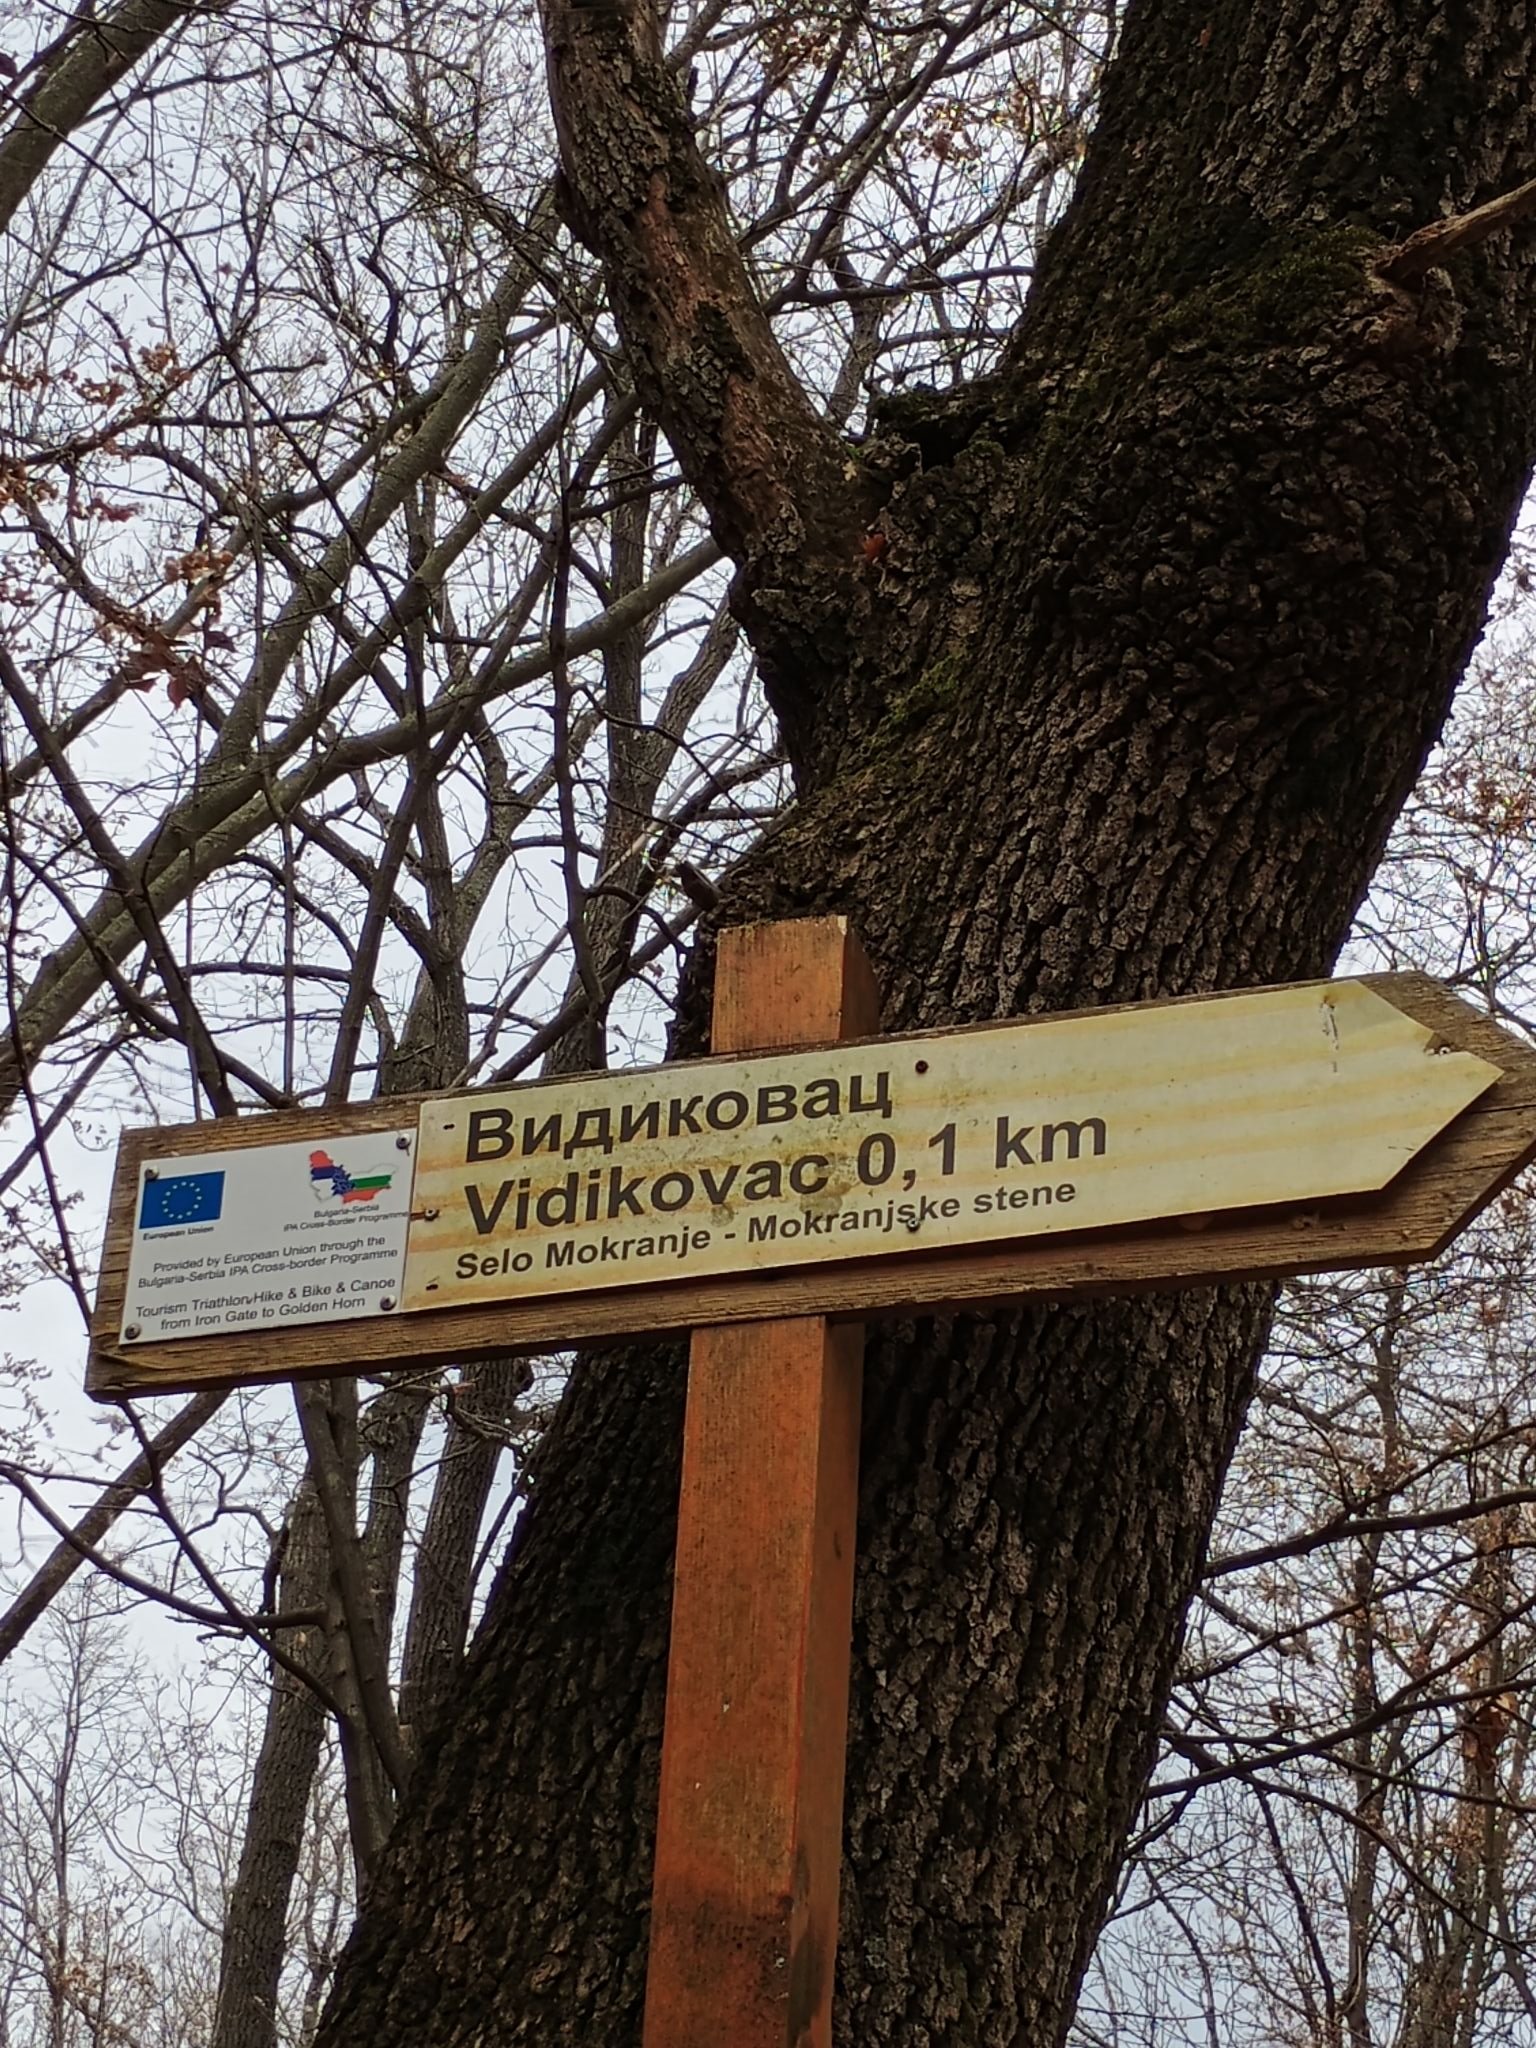 Видиковац
Vidikovac 0,1 km
Selo Mokranje - Mokranjske stene
European Union
Bulgaria-Serbia
IPA Cross-Border Programme
Provided by European Union through the
Bulgaria-Serbia IPA Cross-border Programme
Tourism Triathlon/Hike & Bike & Canoe
from Iron Gate to Golden Horn